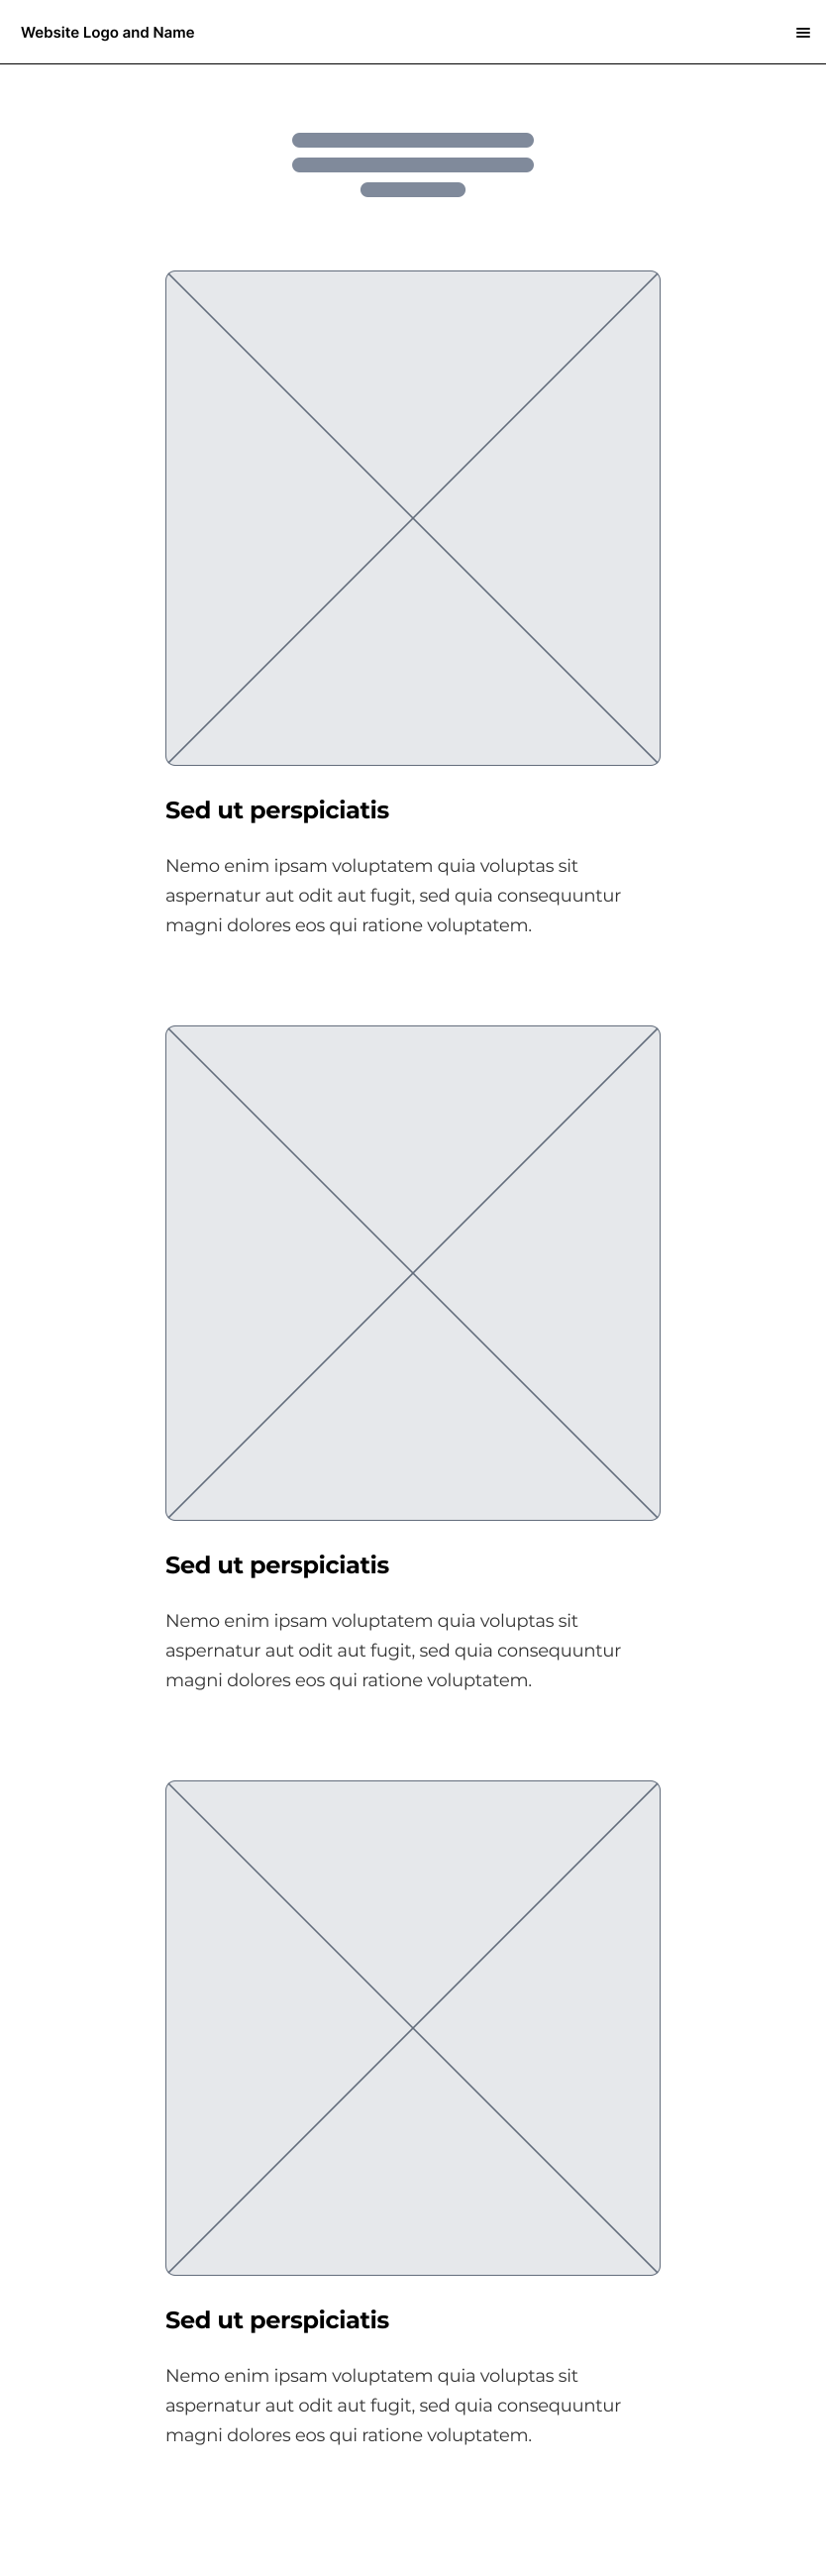 Website Logo and Name
Sed ut perspiciatis
Nemo enim ipsam voluptatem quia voluptas sit
aspernatur aut odit aut fugit, sed quia consequuntur
magni dolores eos qui ratione voluptatem.
Sed ut perspiciatis
Nemo enim ipsam voluptatem quia voluptas sit
aspernatur aut odit aut fugit, sed quia consequuntur
magni dolores eos qui ratione voluptatem.
Sed ut perspiciatis
Nemo enim ipsam voluptatem quia voluptas sit
aspernatur aut odit aut fugit, sed quia consequuntur
magni dolores eos qui ratione voluptatem.